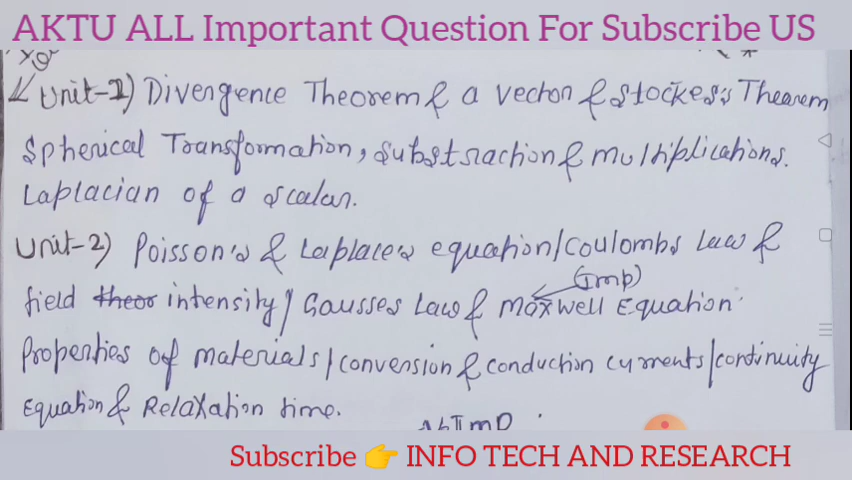 AKTU ALL Important Question For Subscribe US
Unit-1) Divergence Theorem & a vector & Stockes's Thearem
Spherical Transformation, Substraction & multiplications.
Laplacian of a scalar.
Unit-2) Poisson's & Laplace's equation/Coulombs Law &
field theor intensity/ Gausses Law & Maxwell Equation
(Imp)
Properties of materials/conversion & conduction currents/continuity
Equation & Relaxation time.
Subscribe 👉 INFO TECH AND RESEARCH